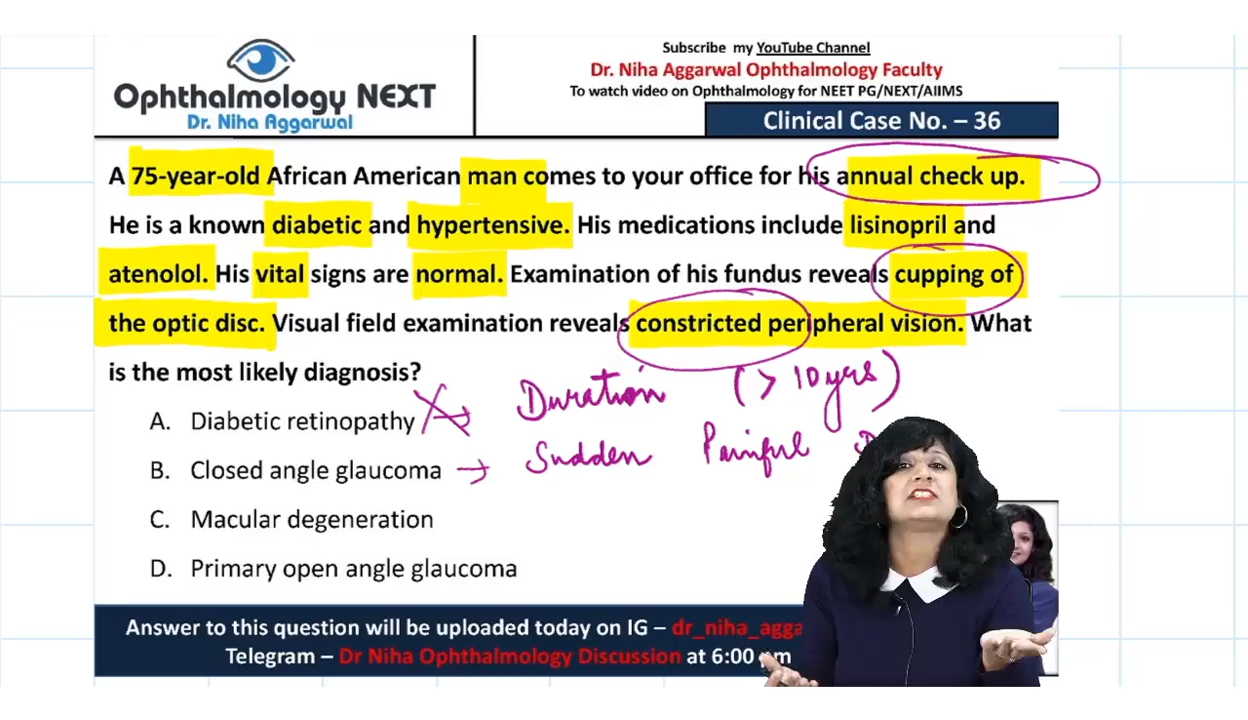 Ophthalmology NEXT
Dr. Niha Aggarwal
Subscribe my YouTube Channel
Dr. Niha Aggarwal Ophthalmology Faculty
To watch video on Ophthalmology for NEET PG/NEXT/AIIMS
Clinical Case No. – 36
A 75-year-old African American man comes to your office for his annual check up.
He is a known diabetic and hypertensive. His medications include lisinopril and
atenolol. His vital signs are normal. Examination of his fundus reveals cupping of
the optic disc. Visual field examination reveals constricted peripheral vision. What
is the most likely diagnosis?
Duration (> 10 yrs)
A. Diabetic retinopathy
Sudden Painful
B. Closed angle glaucoma →
C. Macular degeneration
D. Primary open angle glaucoma
Answer to this question will be uploaded today on IG – dr_niha_agga
Telegram – Dr Niha Ophthalmology Discussion at 6:00 pm